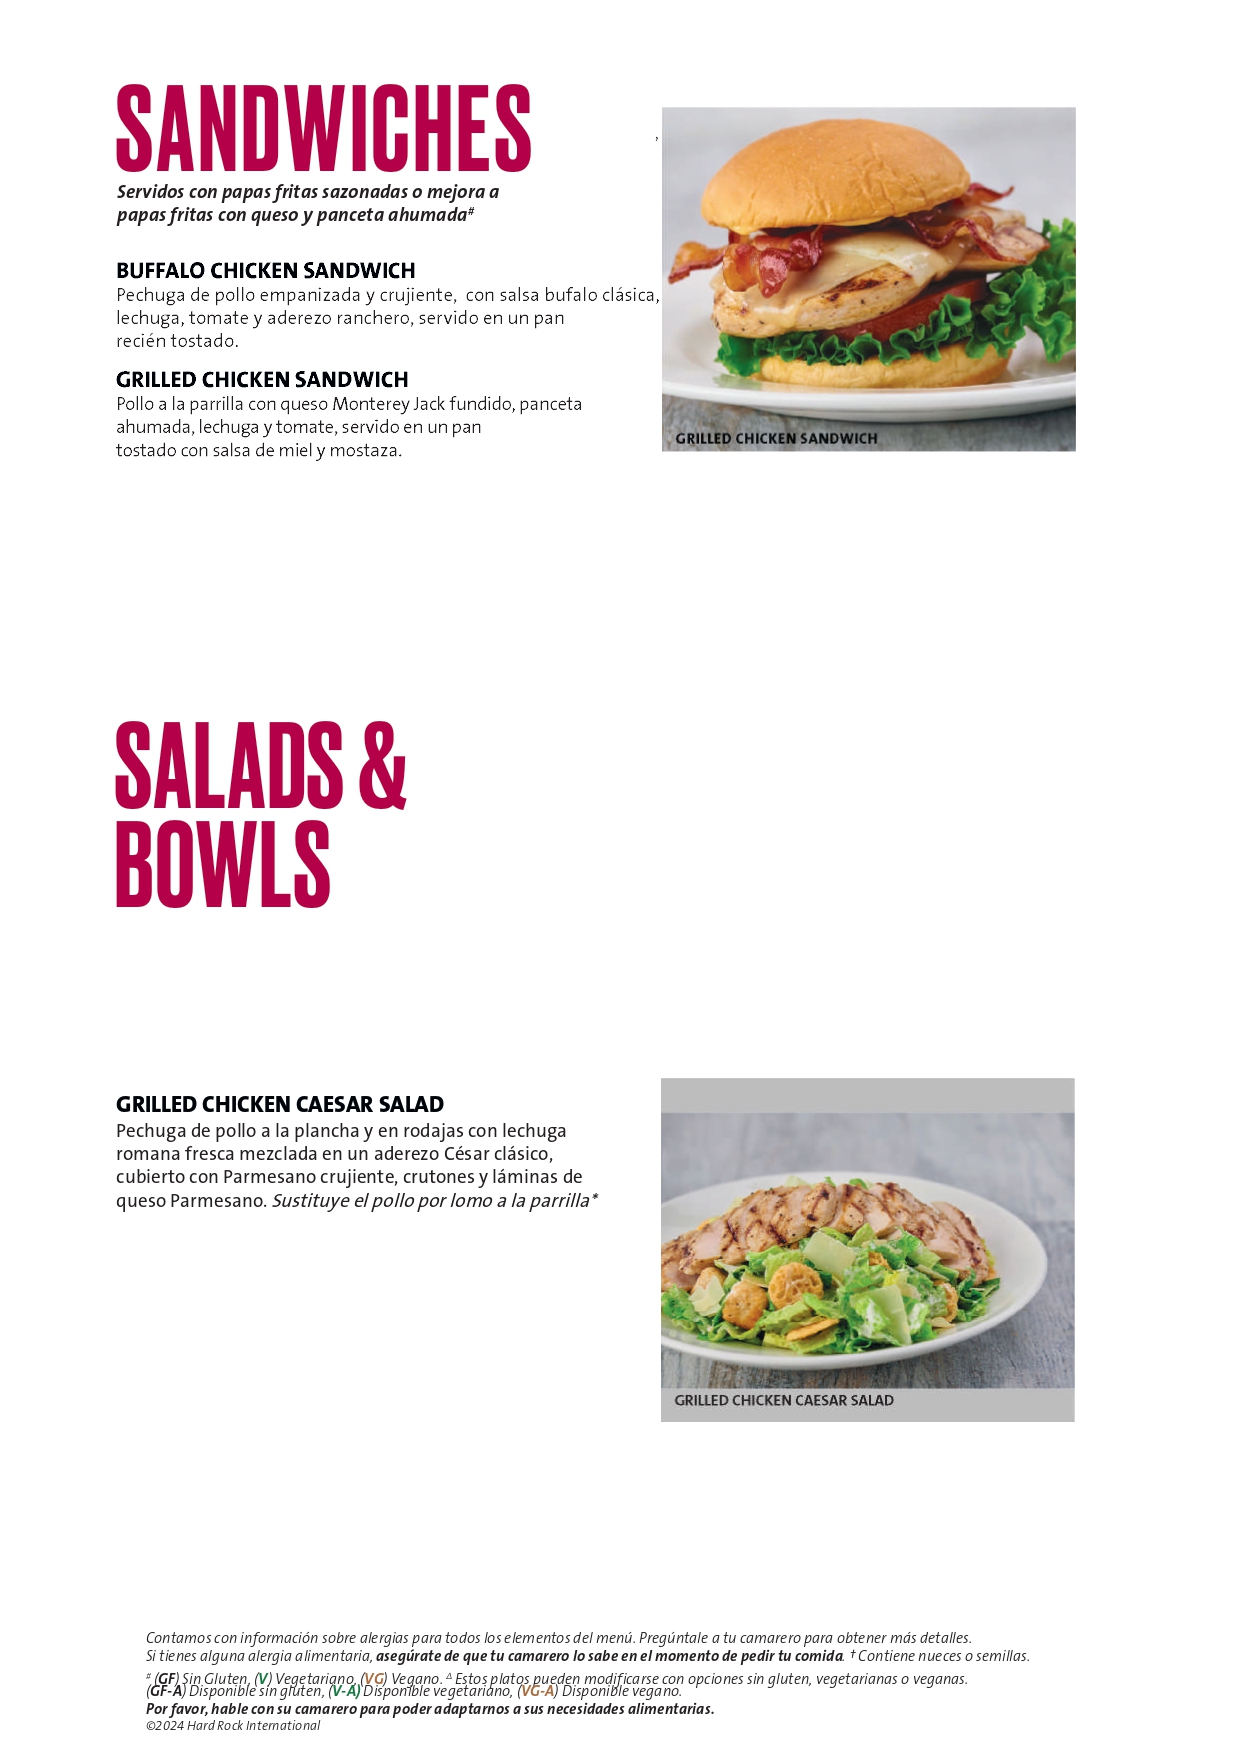 SANDWICHES
Servidos con papas fritas sazonadas o mejora a
papas fritas con queso y panceta ahumada#
,
BUFFALO CHICKEN SANDWICH
Pechuga de pollo empanizada y crujiente,  con salsa bufalo clásica,
lechuga, tomate y aderezo ranchero, servido en un pan
recién tostado.
GRILLED CHICKEN SANDWICH
Pollo a la parrilla con queso Monterey Jack fundido, panceta
ahumada, lechuga y tomate, servido en un pan
tostado con salsa de miel y mostaza.
GRILLED CHICKEN SANDWICH
SALADS &
BOWLS
GRILLED CHICKEN CAESAR SALAD
Pechuga de pollo a la plancha y en rodajas con lechuga
romana fresca mezclada en un aderezo César clásico,
cubierto con Parmesano crujiente, crutones y láminas de
queso Parmesano. Sustituye el pollo por lomo a la parrilla*
GRILLED CHICKEN CAESAR SALAD
Contamos con información sobre alergias para todos los elementos del menú. Pregúntale a tu camarero para obtener más detalles.
Si tienes alguna alergia alimentaria, asegúrate de que tu camarero lo sabe en el momento de pedir tu comida. † Contiene nueces o semillas.
# (GF) Sin Gluten, (V) Vegetariano, (VG) Vegano. Δ Estos platos pueden modificarse con opciones sin gluten, vegetarianas o veganas.
(GF-A) Disponible sin gluten, (V-A) Disponible vegetariano, (VG-A) Disponible vegano.
Por favor, hable con su camarero para poder adaptarnos a sus necesidades alimentarias.
©2024 Hard Rock International